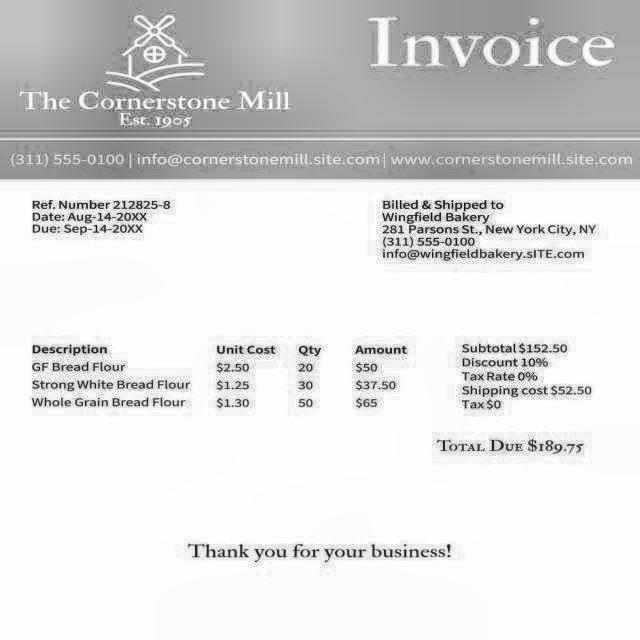 Invoice
The Cornerstone Mill
Est. 1905
(311) 555-0100 | info@cornerstonemill.site.com | www.cornerstonemill.site.com
Ref. Number 212825-8
Date: Aug-14-20XX
Due: Sep-14-20XX
Billed & Shipped to
Wingfield Bakery
281 Parsons St., New York City, NY
(311) 555-0100
info@wingfieldbakery.sITE.com
Description Unit Cost Qty Amount
GF Bread Flour $2.50 20 $50
Strong White Bread Flour $1.25 30 $37.50
Whole Grain Bread Flour $1.30 50 $65
Subtotal $152.50
Discount 10%
Tax Rate 0%
Shipping cost $52.50
Tax $0
Total Due $189.75
Thank you for your business!